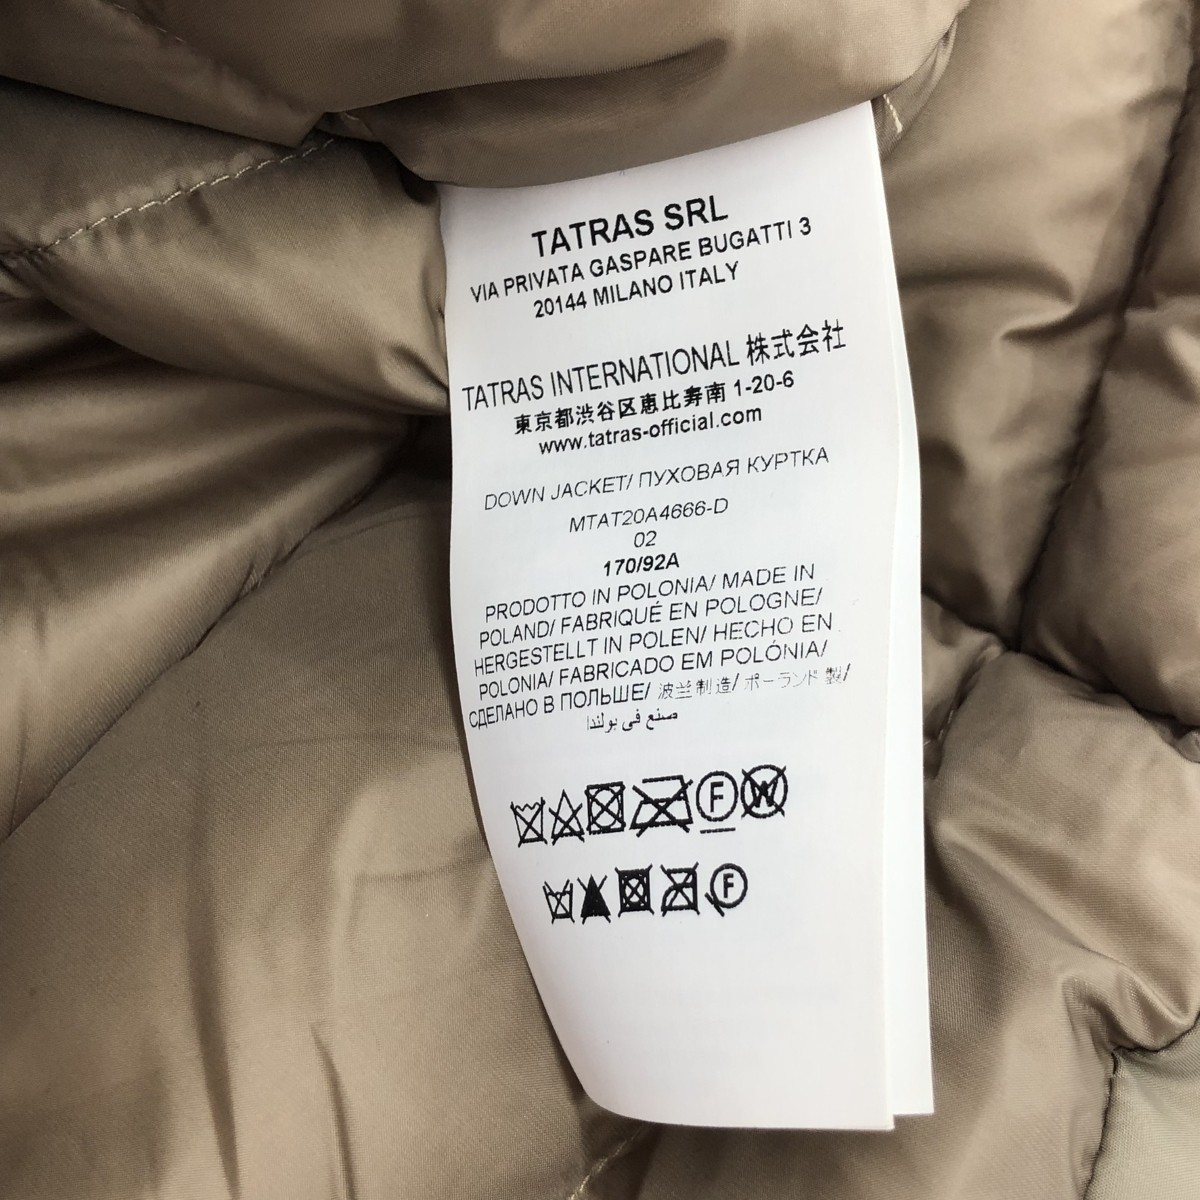 TATRAS SRL
VIA PRIVATA GASPARE BUGATTI 3
20144 MILANO ITALY
TATRAS INTERNATIONAL 株式会社
東京都渋谷区恵比寿南 1-20-6
www.tatras-official.com
DOWN JACKET/ ПУХОВАЯ КУРТКА
MTAT20A4666-D
02
170/92A
PRODOTTO IN POLONIA/ MADE IN
POLAND/ FABRIQUÉ EN POLOGNE/
HERGESTELLT IN POLEN/ HECHO EN
POLONIA/ FABRICADO EM POLÓNIA/
СДЕЛАНО В ПОЛЬШЕ/ 波兰制造/ ポーランド 製/
صنع في بولندا
F W
F